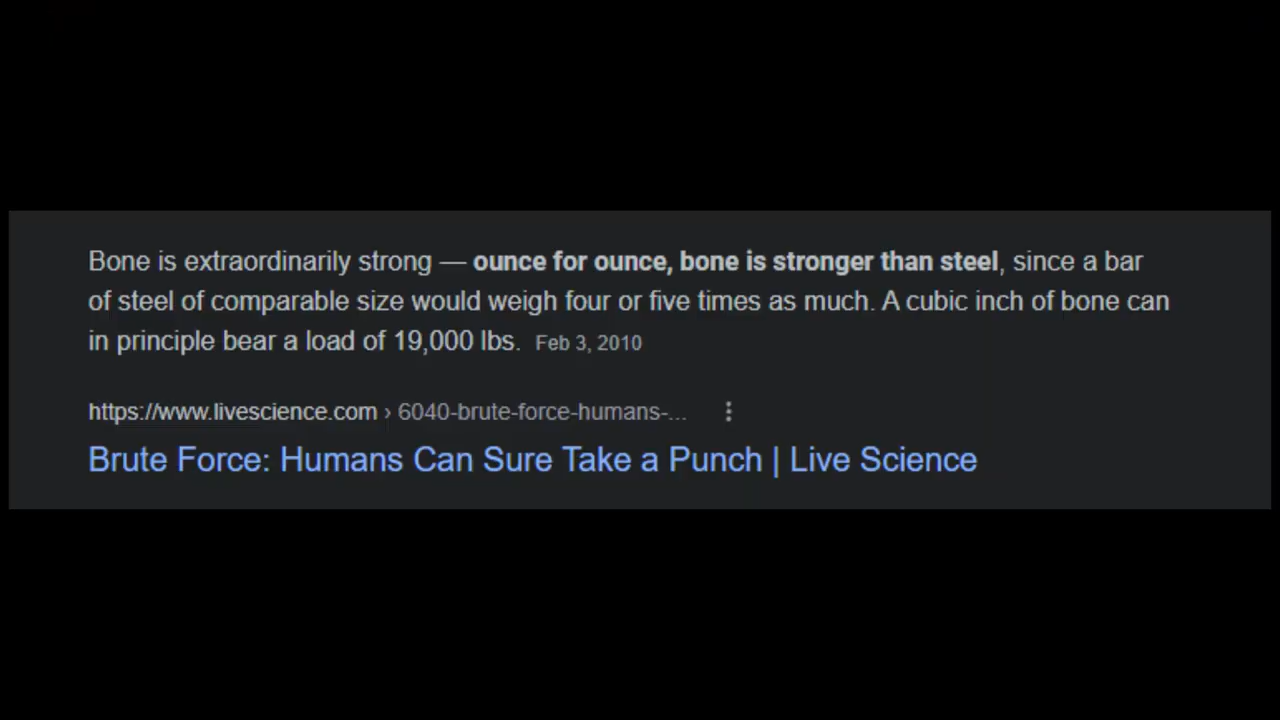 Bone is extraordinarily strong — ounce for ounce, bone is stronger than steel, since a bar
of steel of comparable size would weigh four or five times as much. A cubic inch of bone can
in principle bear a load of 19,000 lbs. Feb 3, 2010
https://www.livescience.com › 6040-brute-force-humans-...
Brute Force: Humans Can Sure Take a Punch | Live Science